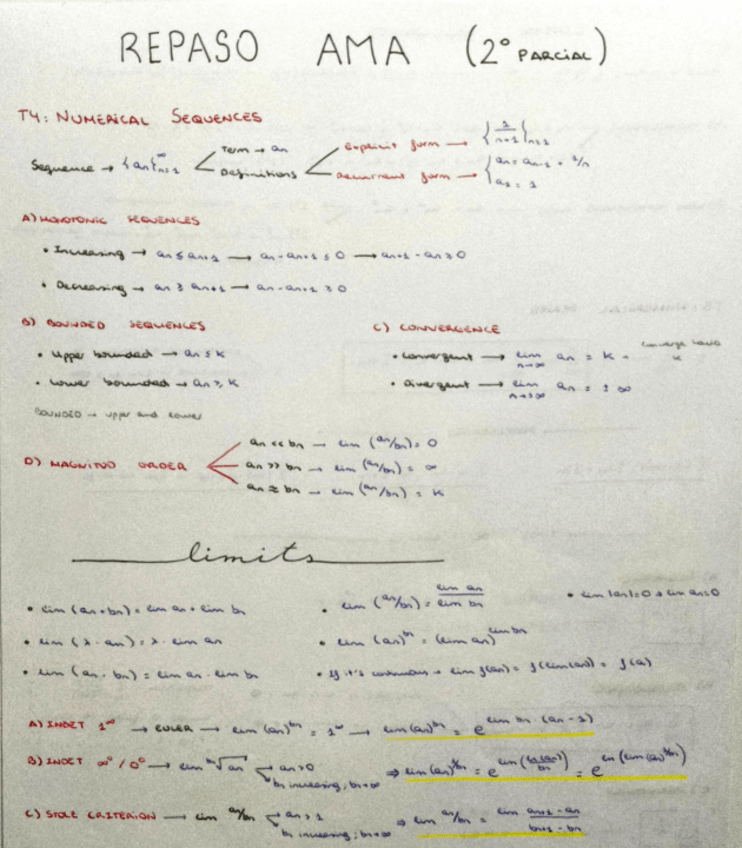 REPASO AMA (2º PARCIAL)
T4: NUMERICAL SEQUENCES
Sequence → {an}∞n=1
Term → an
Definitions
Explicit form → {1/n+1}n≥1
Recurrent form → { an = an-1 + 1/n
a1 = 1
A) MONOTONIC SEQUENCES
• Increasing → an ≤ an+1 → an - an+1 ≤ 0 → an+1 - an ≥ 0
• Decreasing → an ≥ an+1 → an - an+1 ≥ 0
B) BOUNDED SEQUENCES
• Upper bounded → an ≤ K
• Lower bounded → an ≥ K
BOUNDED → upper and lower
C) CONVERGENCE
• Convergent → lim n→∞ an = K → converge K
• Divergent → lim n→∞ an = ±∞
D) MAGNITUD ORDER
an << bn → lim (an/bn) = 0
an >> bn → lim (an/bn) = ∞
an ≈ bn → lim (an/bn) = K
limits
• lim (an + bn) = lim an + lim bn
• lim (an/bn) = lim an / lim bn
• lim |an| = 0 → lim an = 0
• lim (λ · an) = λ · lim an
• lim (an)^bn = (lim an)^lim bn
• lim (an · bn) = lim an · lim bn
• If it's continuous → lim f(an) = f(lim(an)) = f(a)
A) INDET 1^∞ → EULER → lim (an)^bn = 1^∞ → lim (an)^bn = e^lim bn · (an - 1)
B) INDET ∞^0 / 0^0 → lim bn√an
an > 0
bn increasing; bn→∞
⇒ lim (an)^1/bn = e^lim (ln(an)/bn) = e^ln (lim (an)^1/bn)
C) STOLZ CRITERION → lim an/bn
bn increasing; bn→∞
⇒ lim an/bn = lim an+1 - an / bn+1 - bn